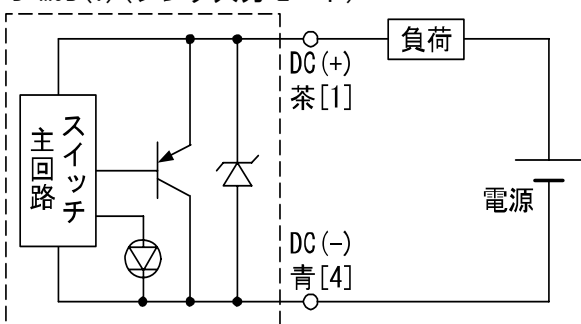 負荷
DC(+)
茶[1]
スイッチ
主回路
電源
DC(-)
青[4]